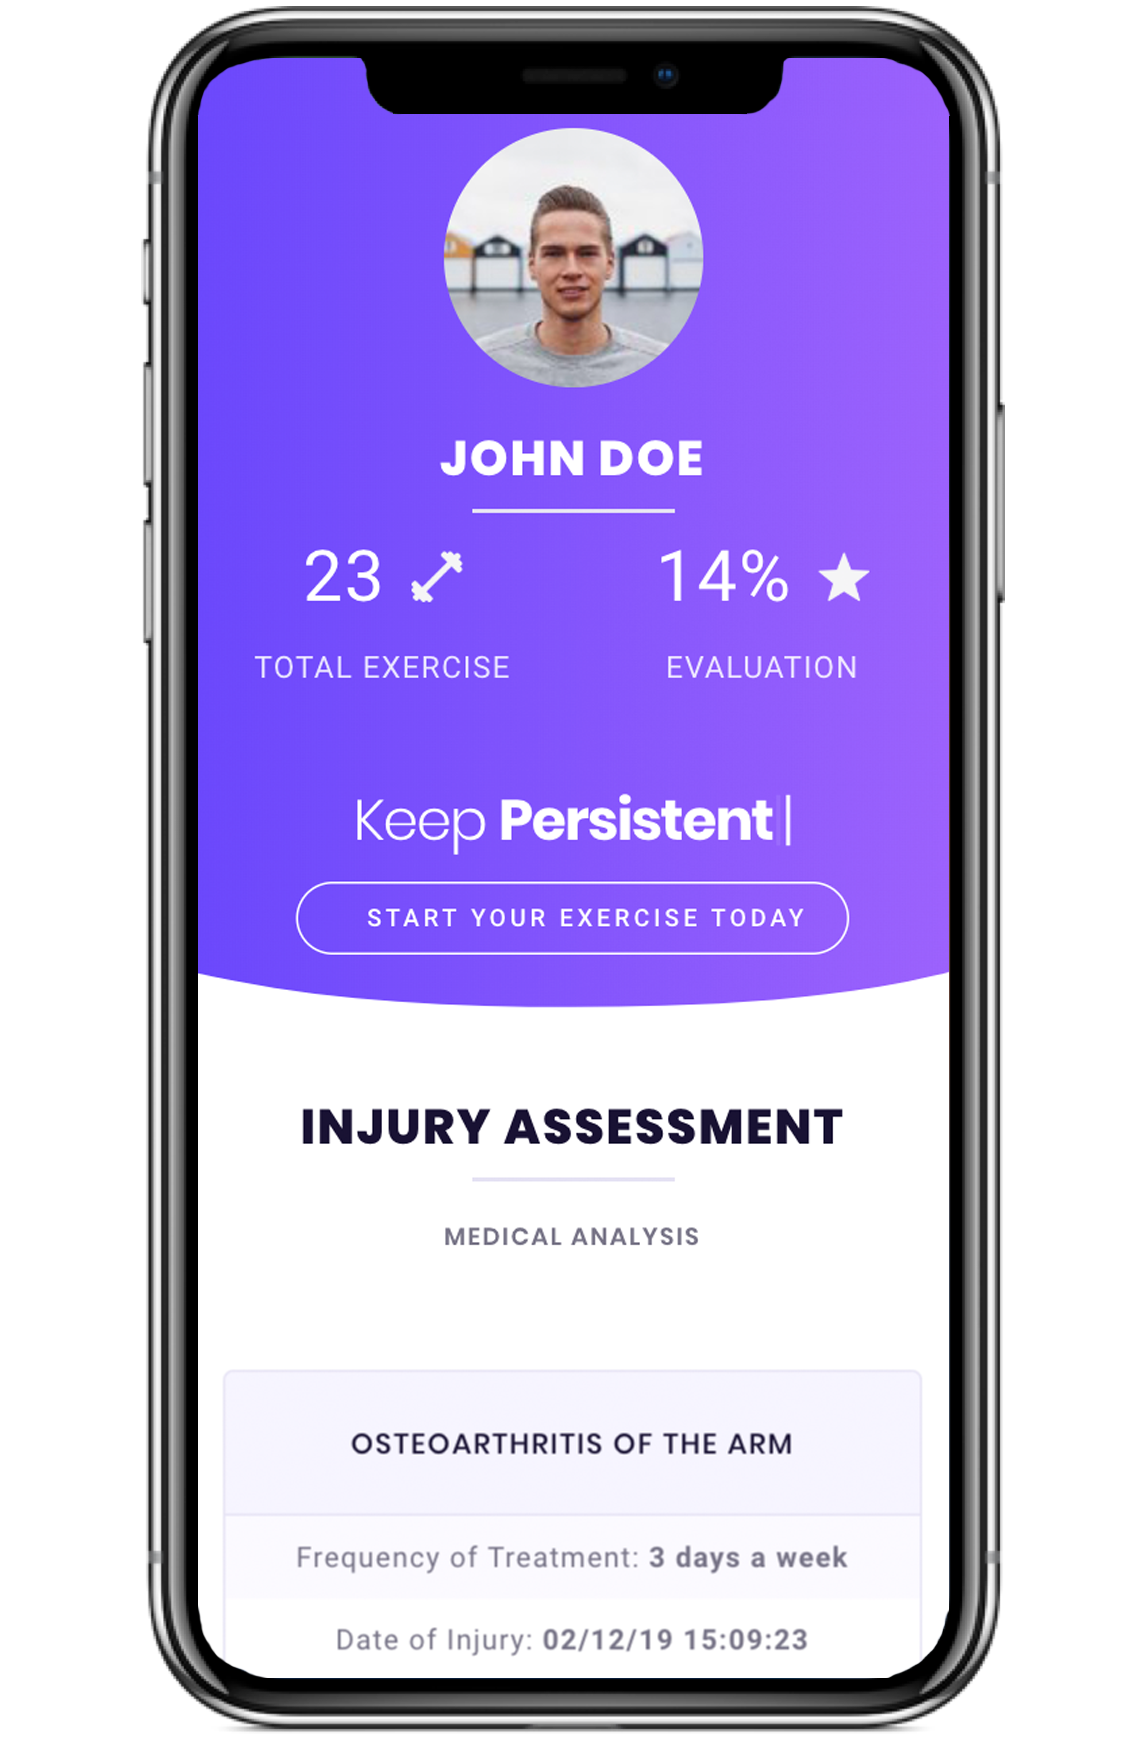 JOHN DOE
23
14%
TOTAL EXERCISE
EVALUATION
Keep Persistent|
START YOUR EXERCISE TODAY
INJURY ASSESSMENT
MEDICAL ANALYSIS
OSTEOARTHRITIS OF THE ARM
Frequency of Treatment: 3 days a week
Date of Injury: 02/12/19 15:09:23